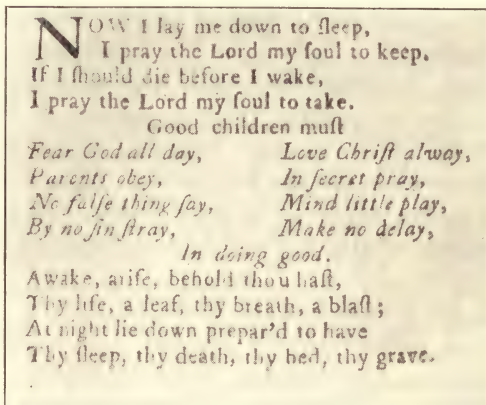 NOW I lay me down to ſleep,
I pray the Lord my ſoul to keep.
If I ſhould die before I wake,
I pray the Lord my ſoul to take.
Good children muſt
Fear God all day, Love Chriſt alway,
Parents obey, In ſecret pray,
No falſe thing ſay, Mind little play,
By no ſin ſtray, Make no delay,
In doing good.
Awake, ariſe, behold thou haſt,
Thy life, a leaf, thy breath, a blaſt;
At night lie down prepar'd to have
Thy ſleep, thy death, thy bed, thy grave.